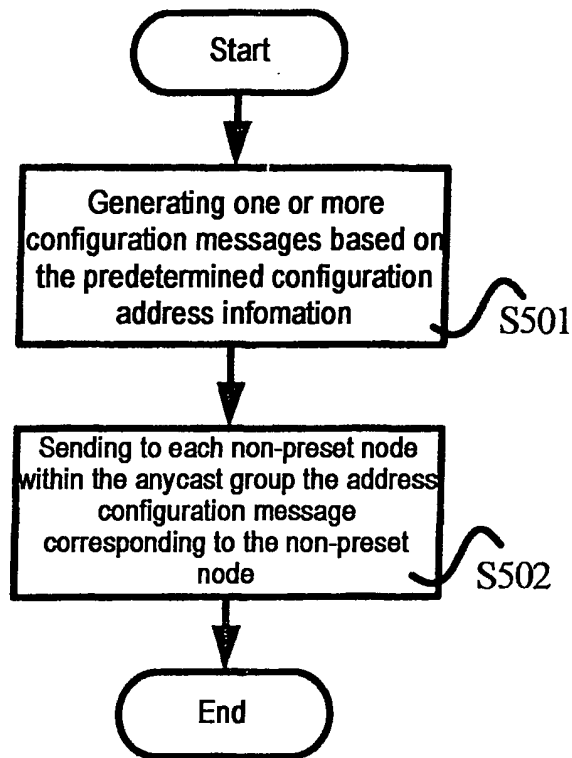 Start
Generating one or more
configuration messages based on
the predetermined configuration
address infomation
S501
Sending to each non-preset node
within the anycast group the address
configuration message
corresponding to the non-preset
node
S502
End